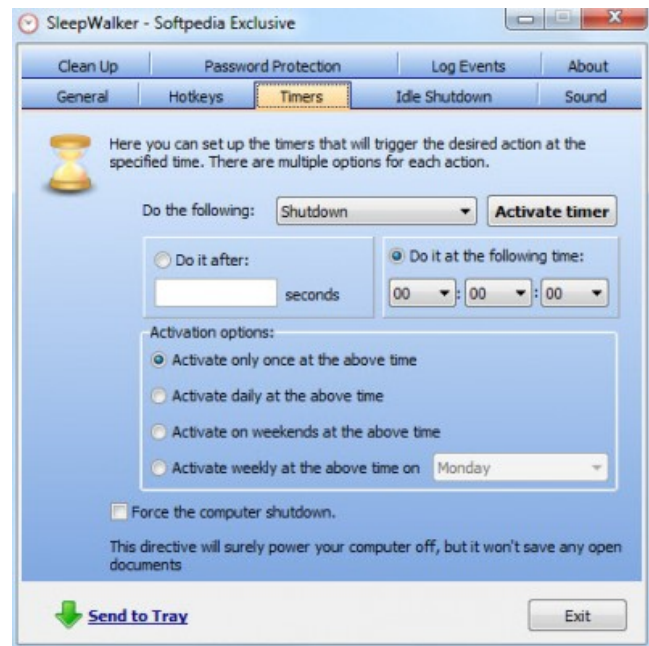 SleepWalker - Softpedia Exclusive
Clean Up Password Protection Log Events About
General Hotkeys Timers Idle Shutdown Sound
Here you can set up the timers that will trigger the desired action at the
specified time. There are multiple options for each action.
Do the following: Shutdown Activate timer
Do it after: Do it at the following time:
seconds 00 : 00 : 00
Activation options:
Activate only once at the above time
Activate daily at the above time
Activate on weekends at the above time
Activate weekly at the above time on Monday
Force the computer shutdown.
This directive will surely power your computer off, but it won't save any open
documents
Send to Tray Exit